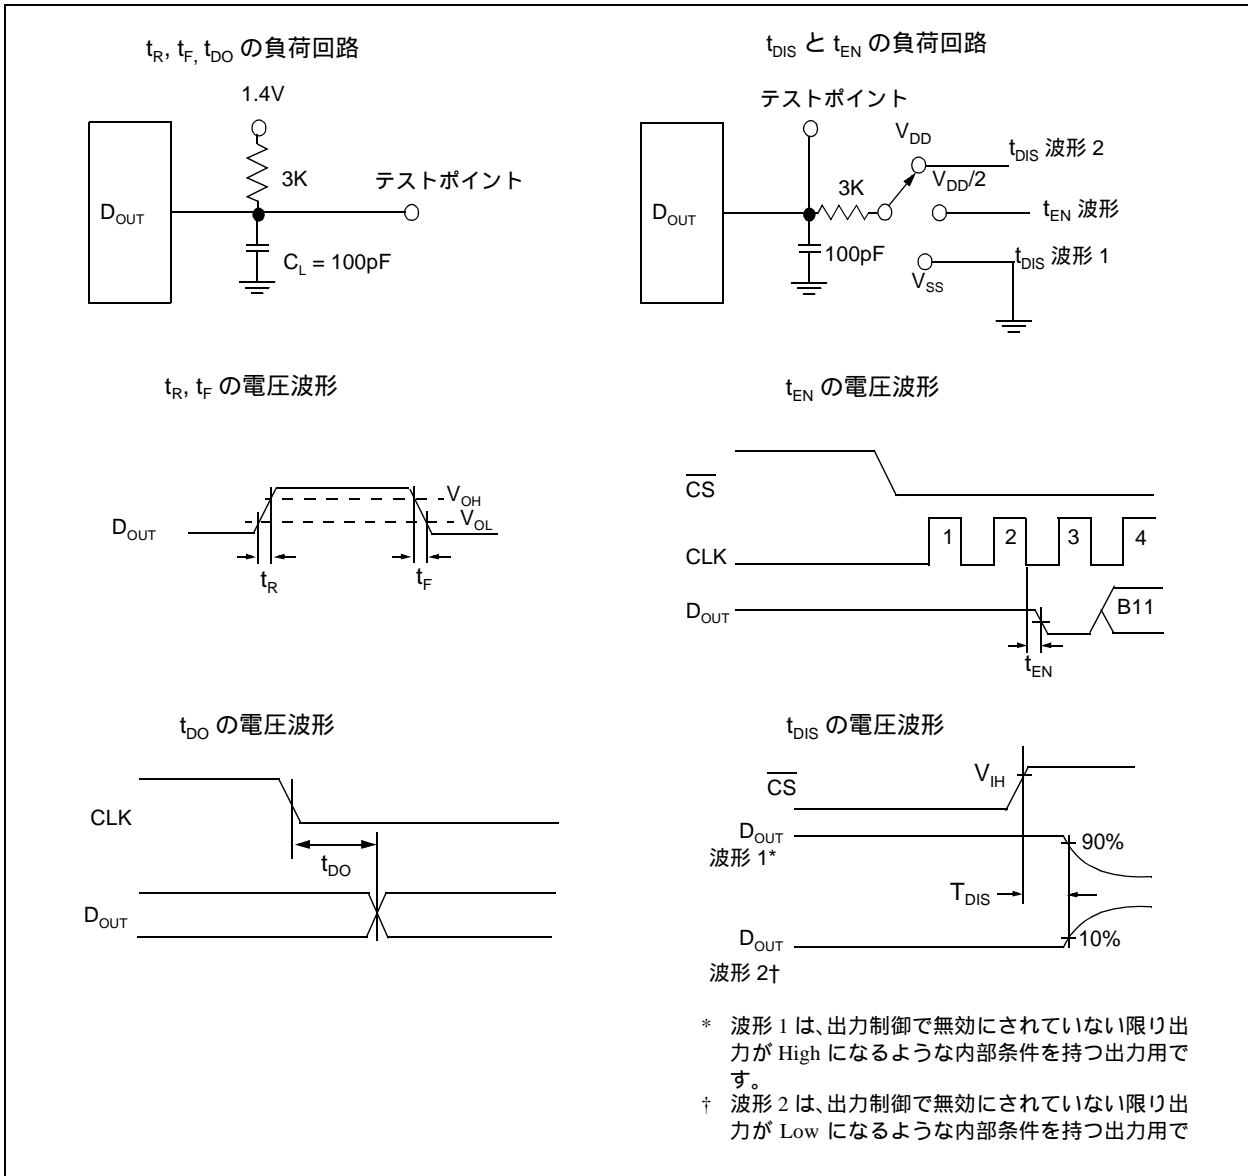 tR, tF, tDO の負荷回路
1.4V
3K
テストポイント
DOUT
CL = 100pF
tDIS と tEN の負荷回路
テストポイント
VDD
tDIS 波形 2
VDD/2
3K
DOUT
tEN 波形
100pF
tDIS 波形 1
VSS
tR, tF の電圧波形
VOH
VOL
DOUT
tR
tF
tEN の電圧波形
CS
1
2
3
4
CLK
DOUT
B11
tEN
tDO の電圧波形
CLK
tDO
DOUT
tDIS の電圧波形
VIH
CS
DOUT
波形 1*
90%
TDIS
DOUT
10%
波形 2†
* 波形 1 は、出力制御で無効にされていない限り出
力が High になるような内部条件を持つ出力用で
す。
† 波形 2 は、出力制御で無効にされていない限り出
力が Low になるような内部条件を持つ出力用で